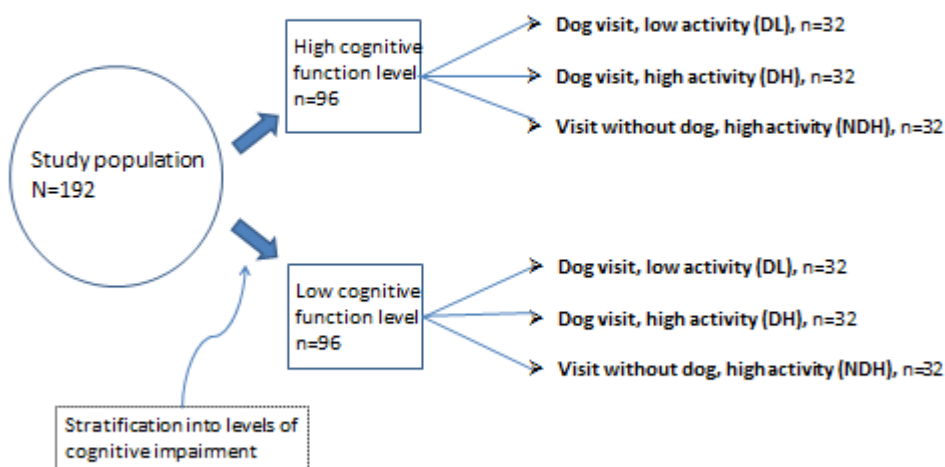 Study population
N=192
High cognitive
function level
n=96
Dog visit, low activity (DL), n=32
Dog visit, high activity (DH), n=32
Visit without dog, high activity (NDH), n=32
Low cognitive
function level
n=96
Dog visit, low activity (DL), n=32
Dog visit, high activity (DH), n=32
Visit without dog, high activity (NDH), n=32
Stratification into levels of
cognitive impairment